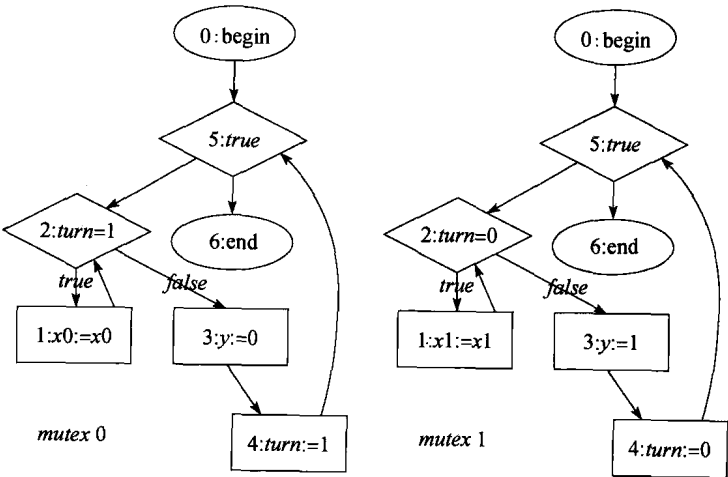 0:begin
5:true
2:turn=1
6:end
true
false
1:x0:=x0
3:y:=0
mutex 0
4:turn:=1
0:begin
5:true
2:turn=0
6:end
true
false
1:x1:=x1
3:y:=1
mutex 1
4:turn:=0